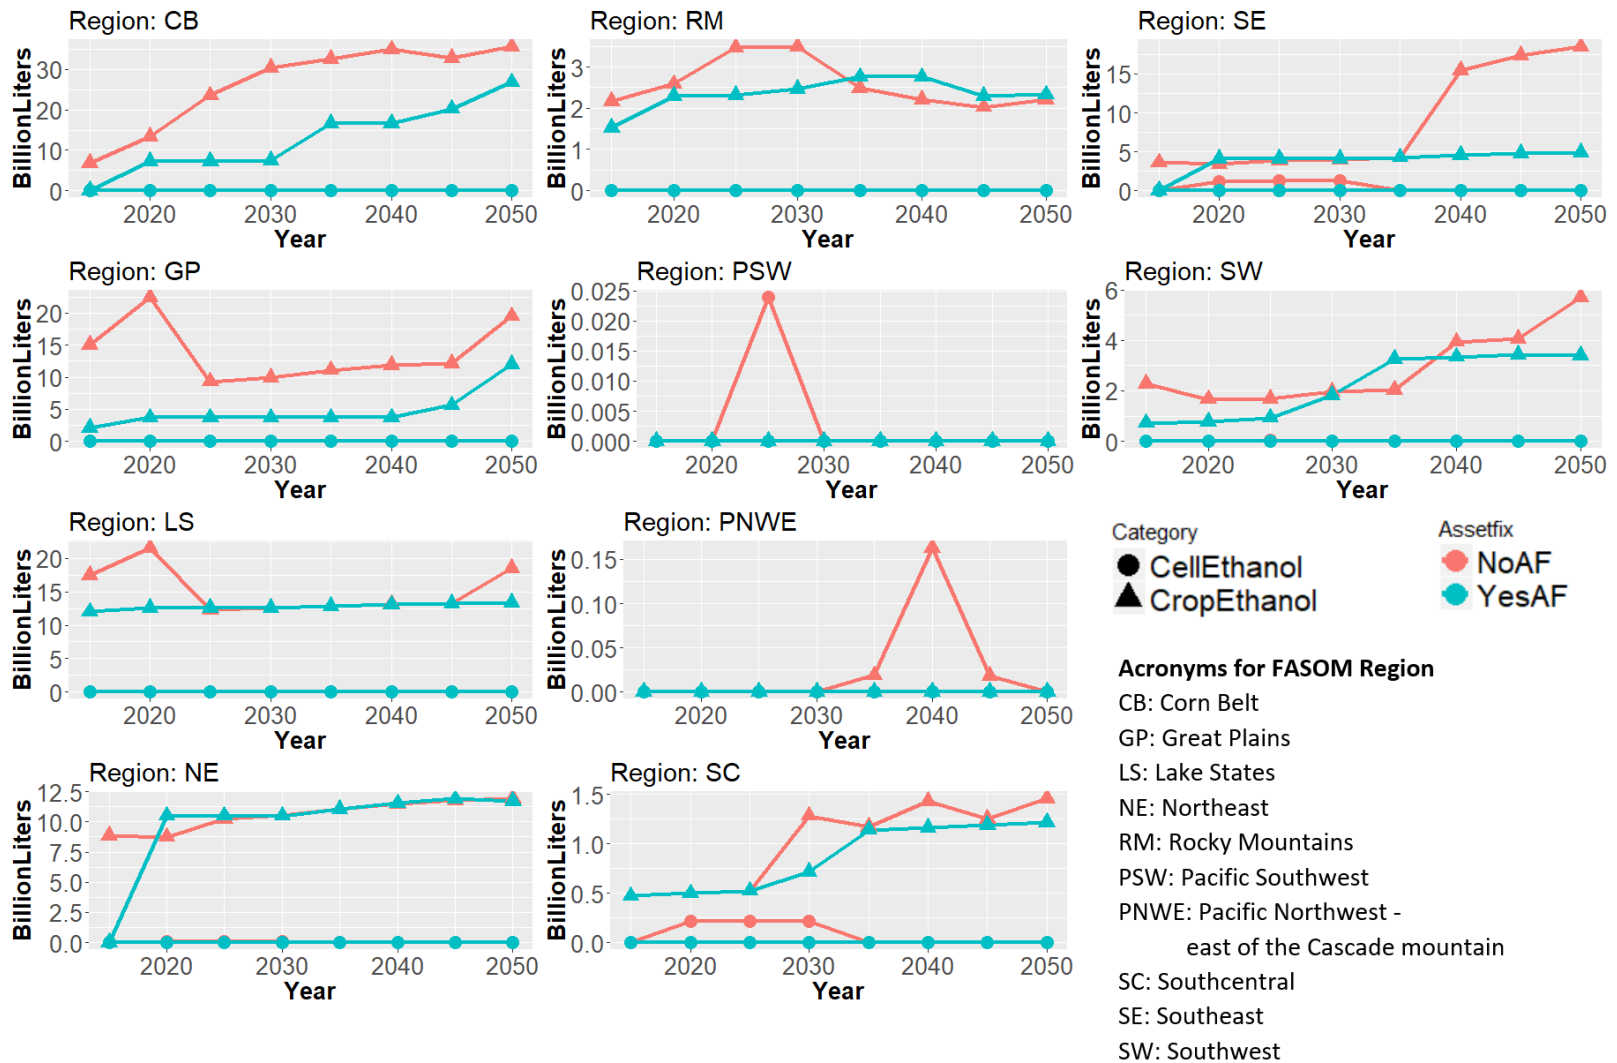 Region: CB
BillionLiters
30
20
10
0
2020 2030 2040 2050
Year
Region: RM
BillionLiters
3
2
1
0
2020 2030 2040 2050
Year
Region: SE
BillionLiters
15
10
5
0
2020 2030 2040 2050
Year
Region: GP
BillionLiters
20
15
10
5
0
2020 2030 2040 2050
Year
Region: PSW
BillionLiters
0.025
0.020
0.015
0.010
0.005
0.000
2020 2030 2040 2050
Year
Region: SW
BillionLiters
6
4
2
0
2020 2030 2040 2050
Year
Region: LS
BillionLiters
20
15
10
5
0
2020 2030 2040 2050
Year
Region: PNWE
BillionLiters
0.15
0.10
0.05
0.00
2020 2030 2040 2050
Year
Category
CellEthanol
CropEthanol
Assetfix
NoAF
YesAF
Region: NE
BillionLiters
12.5
10.0
7.5
5.0
2.5
0.0
2020 2030 2040 2050
Year
Region: SC
BillionLiters
1.5
1.0
0.5
0.0
2020 2030 2040 2050
Year
Acronyms for FASOM Region
CB: Corn Belt
GP: Great Plains
LS: Lake States
NE: Northeast
RM: Rocky Mountains
PSW: Pacific Southwest
PNWE: Pacific Northwest -
east of the Cascade mountain
SC: Southcentral
SE: Southeast
SW: Southwest